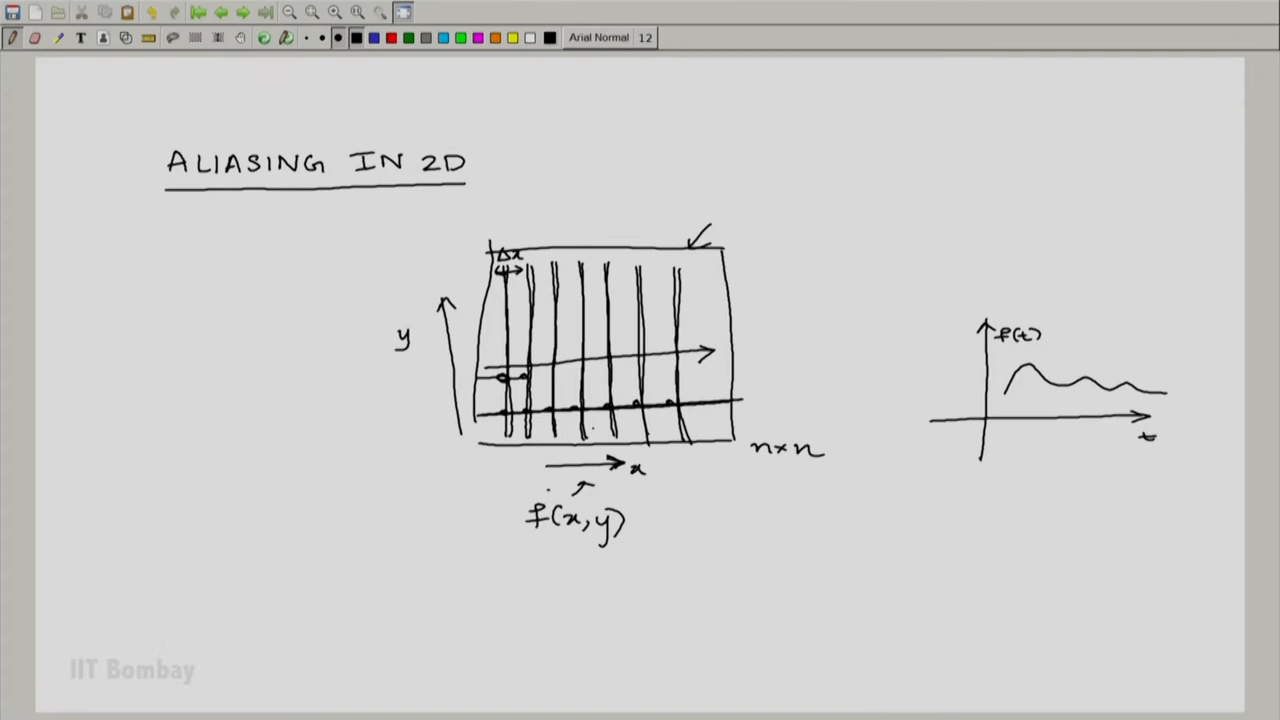 Arial Normal 12
ALIASING IN 2D
Δx
y
f(t)
t
n×n
x
f(x,y)
IIT Bombay